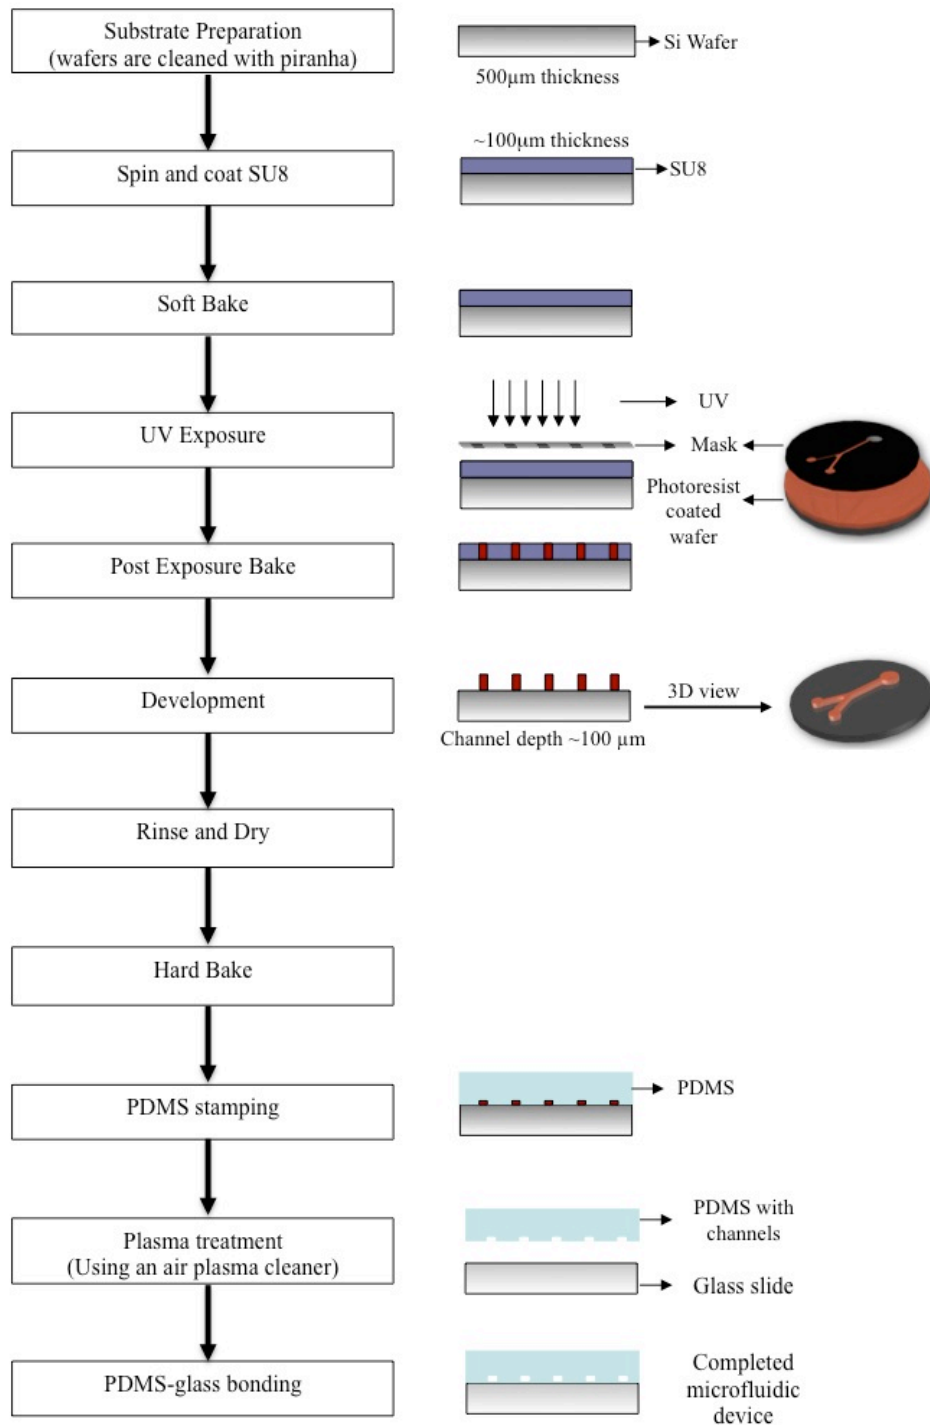 Substrate Preparation
(wafers are cleaned with piranha)
Si Wafer
500µm thickness
~100µm thickness
Spin and coat SU8
SU8
Soft Bake
UV
UV Exposure
Mask
Photoresist
coated
wafer
Post Exposure Bake
Development
3D view
Channel depth ~100 µm
Rinse and Dry
Hard Bake
PDMS stamping
PDMS
PDMS with
channels
Plasma treatment
(Using an air plasma cleaner)
Glass slide
PDMS-glass bonding
Completed
microfluidic
device